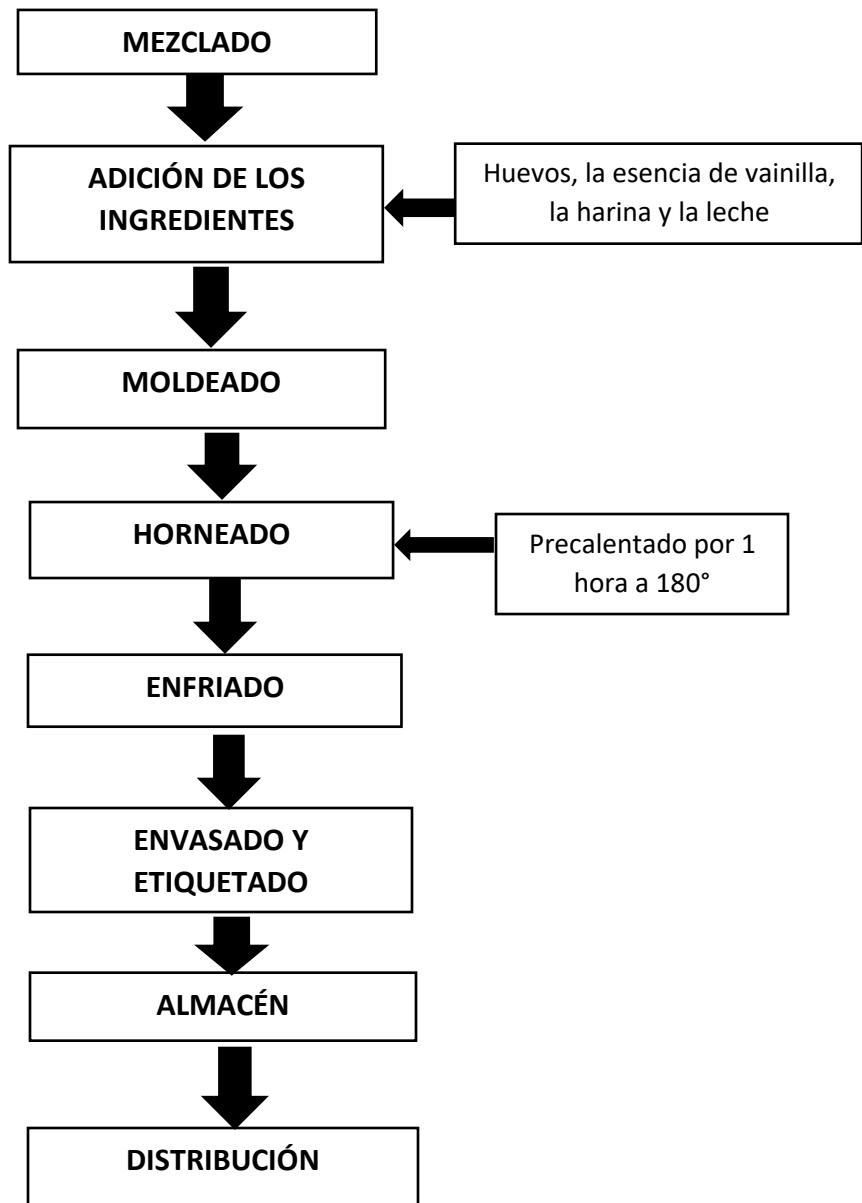 MEZCLADO
ADICIÓN DE LOS
INGREDIENTES
Huevos, la esencia de vainilla,
la harina y la leche
MOLDEADO
HORNEADO
Precalentado por 1
hora a 180°
ENFRIADO
ENVASADO Y
ETIQUETADO
ALMACÉN
DISTRIBUCIÓN